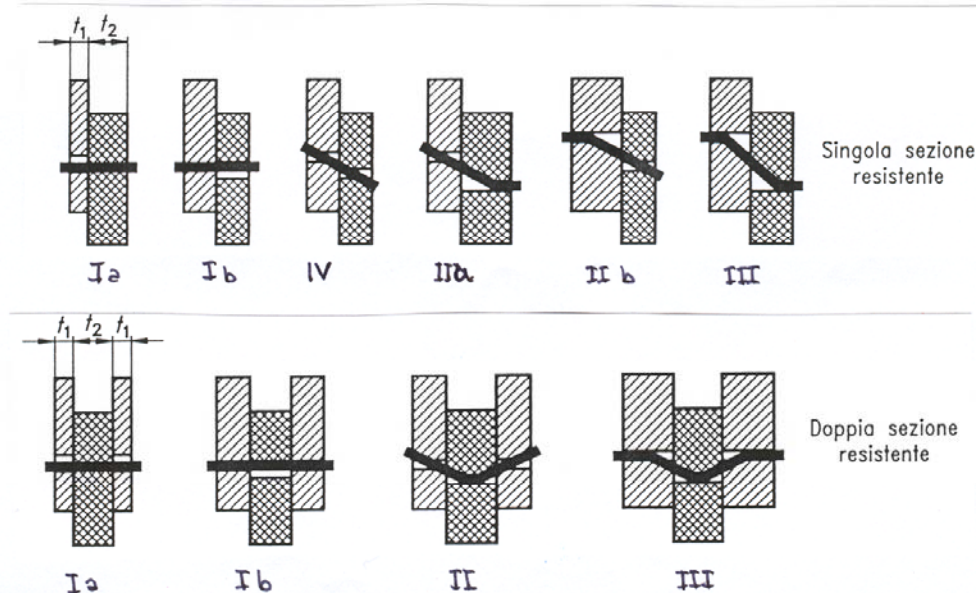 t₁ t₂
Singola sezione
resistente
Ia Ib IV IIa IIb III
t₁ t₂ t₁
Doppia sezione
resistente
Ia Ib II III